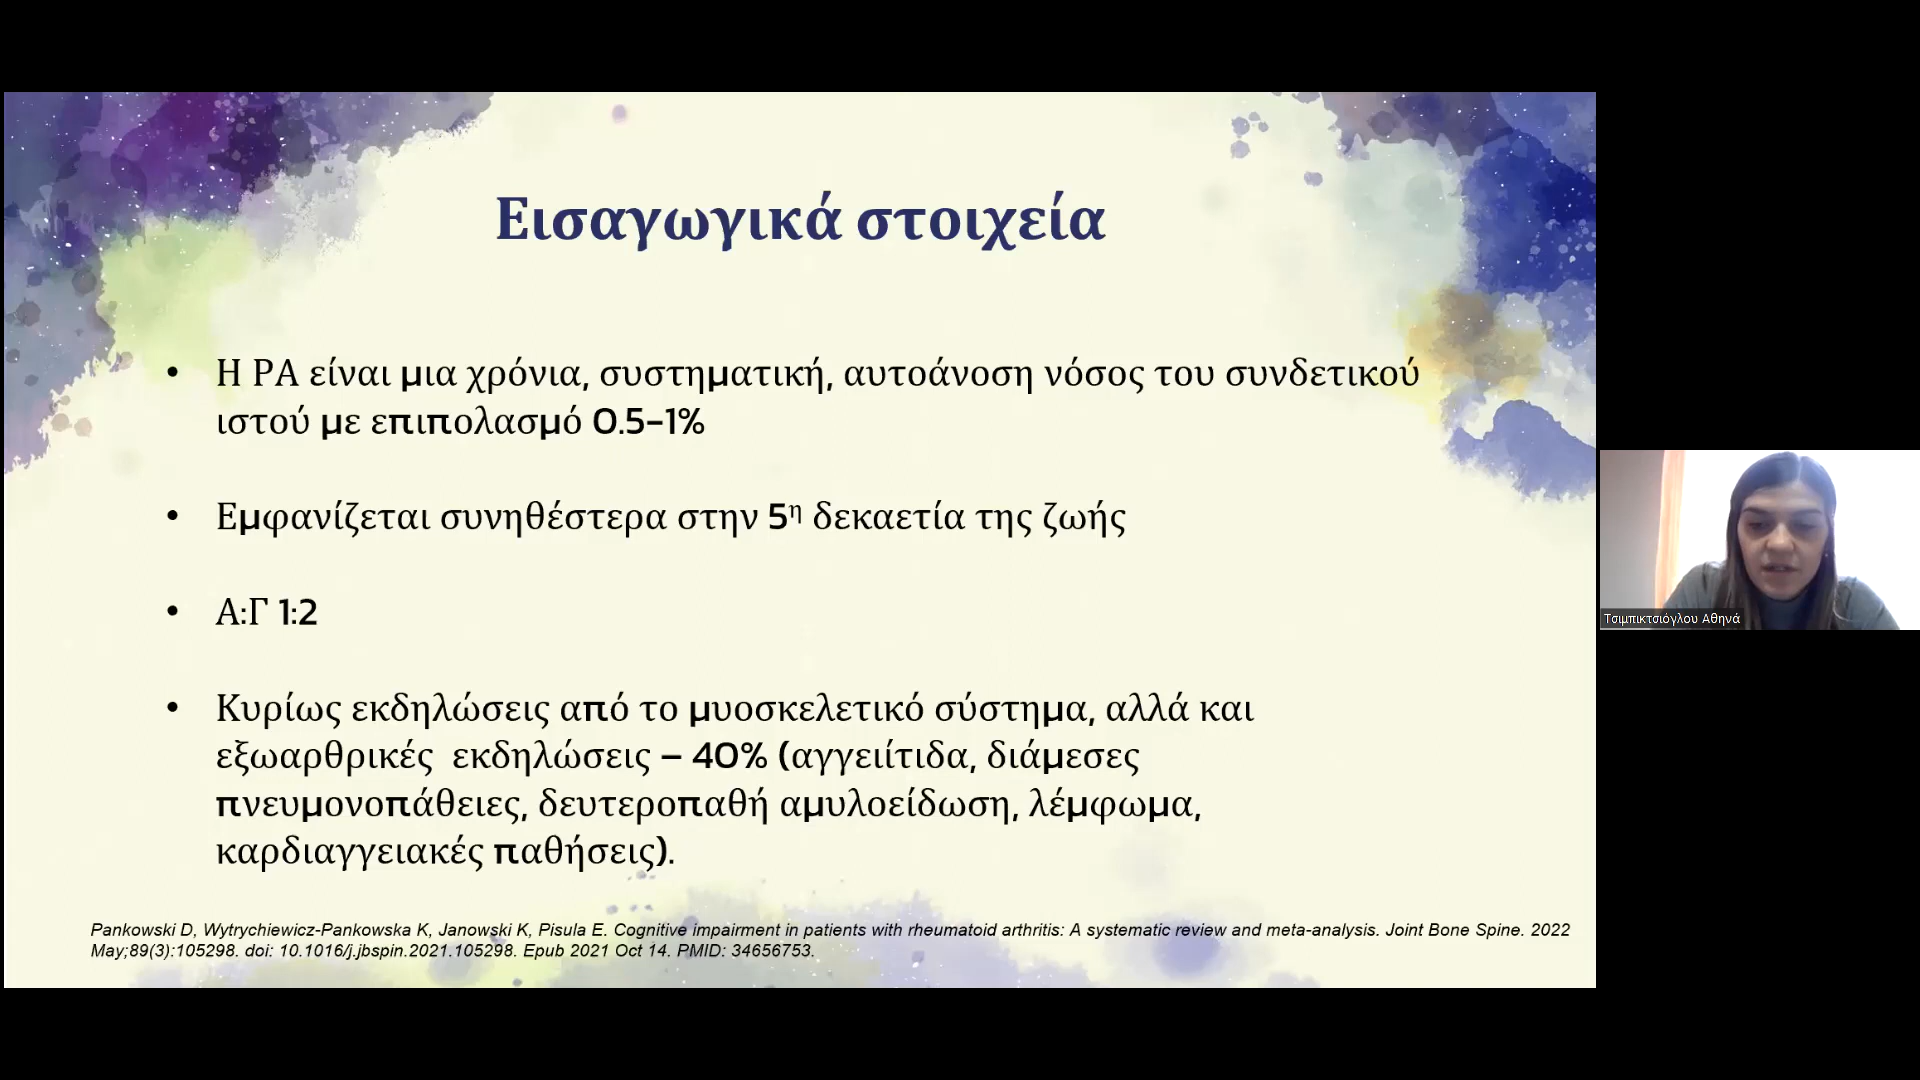 Εισαγωγικά στοιχεία
• Η ΡΑ είναι μια χρόνια, συστηματική, αυτοάνοση νόσος του συνδετικού
ιστού με επιπολασμό 0.5–1%
• Εμφανίζεται συνηθέστερα στην 5η δεκαετία της ζωής
• Α:Γ 1:2
• Κυρίως εκδηλώσεις από το μυοσκελετικό σύστημα, αλλά και
εξωαρθρικές εκδηλώσεις – 40% (αγγειίτιδα, διάμεσες
πνευμονοπάθειες, δευτεροπαθή αμυλοείδωση, λέμφωμα,
καρδιαγγειακές παθήσεις).
Pankowski D, Wytrychiewicz-Pankowska K, Janowski K, Pisula E. Cognitive impairment in patients with rheumatoid arthritis: A systematic review and meta-analysis. Joint Bone Spine. 2022
May;89(3):105298. doi: 10.1016/j.jbspin.2021.105298. Epub 2021 Oct 14. PMID: 34656753.
Τσιμπικτσιόγλου Αθηνά